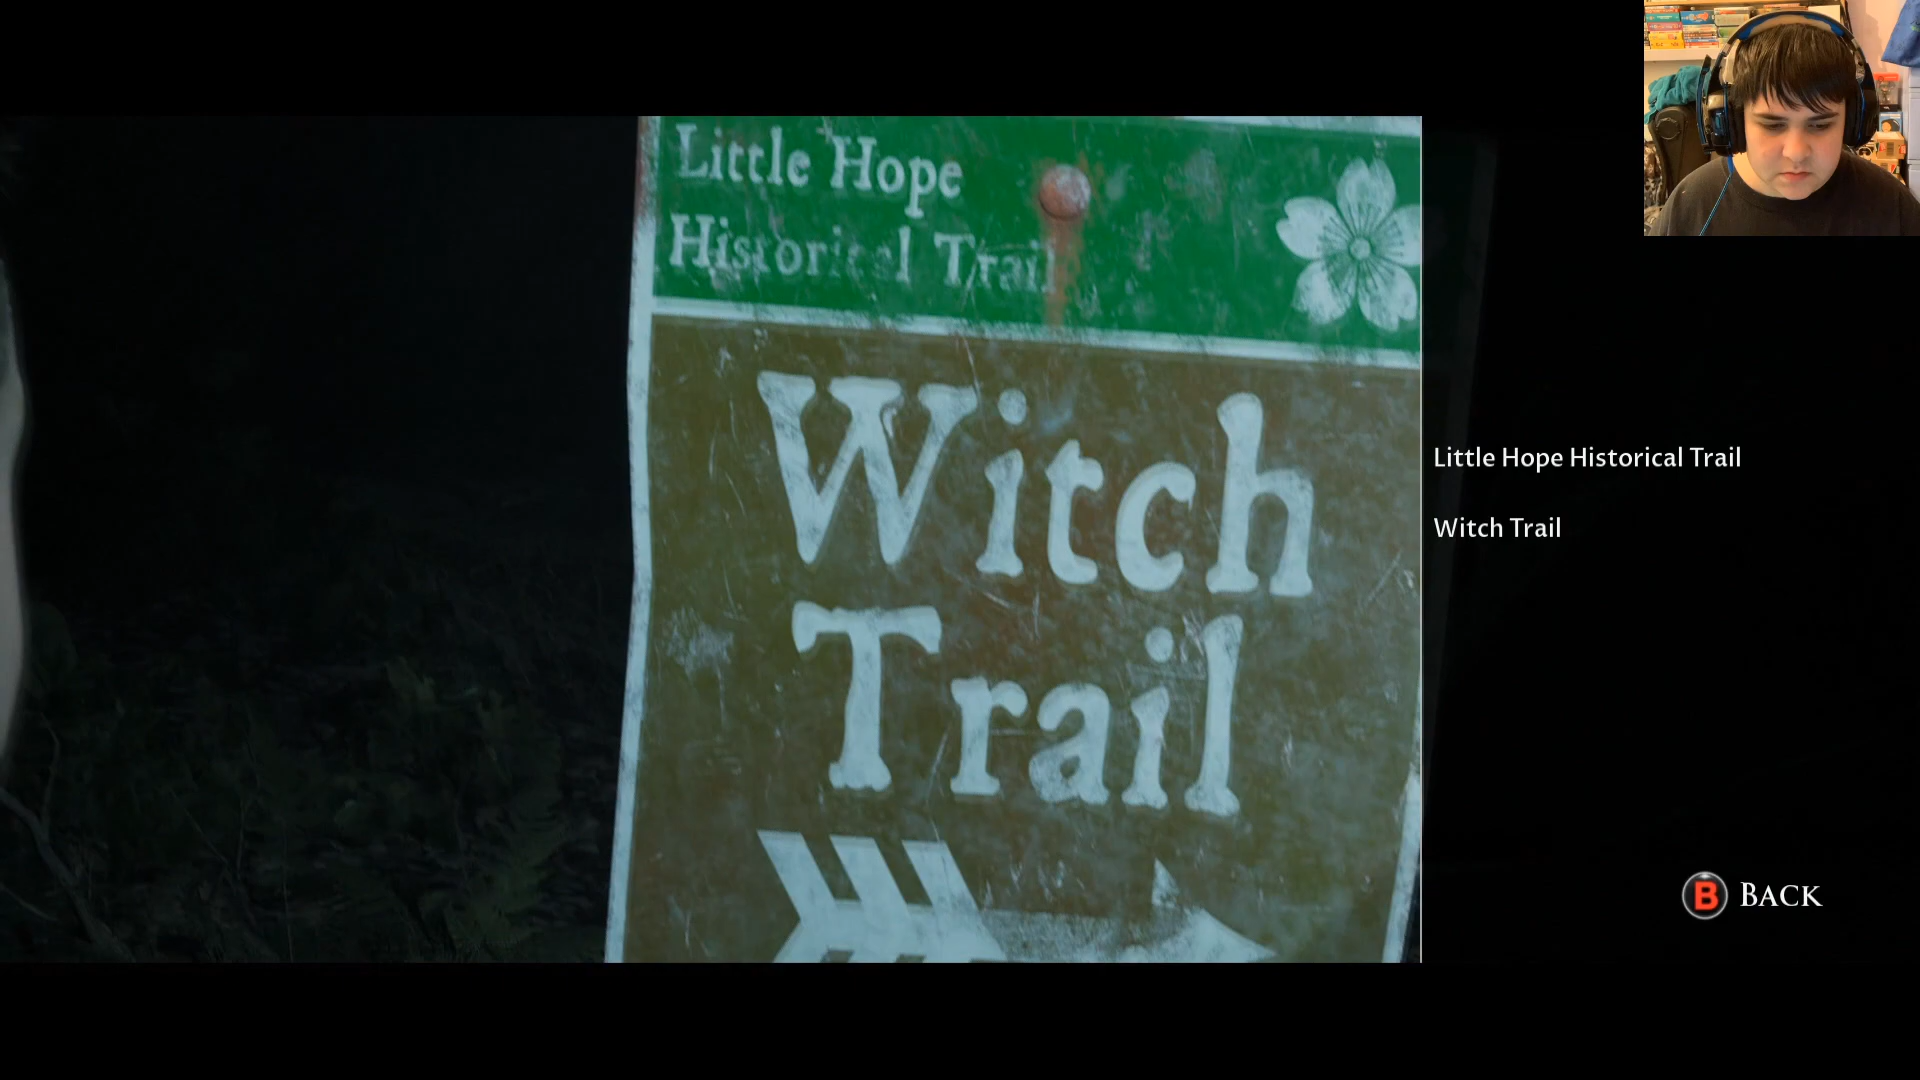 Little Hope
Historical Trail
Witch
Trail
Little Hope Historical Trail
Witch Trail
B BACK